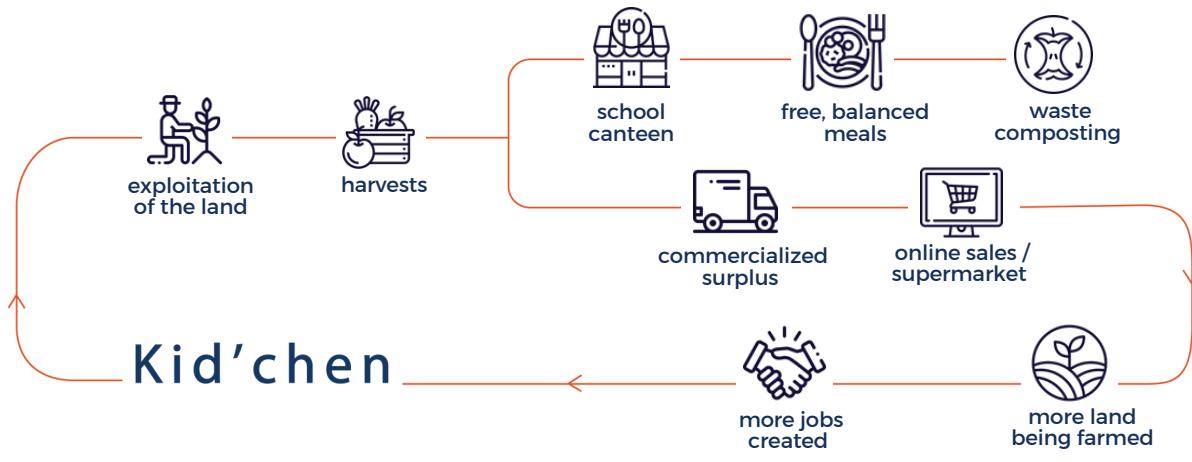 school
canteen
free, balanced
meals
waste
composting
exploitation
of the land
harvests
commercialized
surplus
online sales /
supermarket
Kid’chen
more jobs
created
more land
being farmed